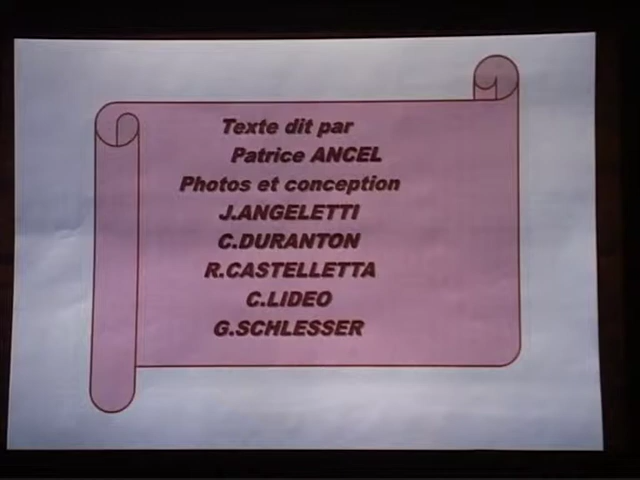 Texte dit par
Patrice ANCEL
Photos et conception
J.ANGELETTI
C.DURANTON
R.CASTELLETTA
C.LIDEO
G.SCHLESSER